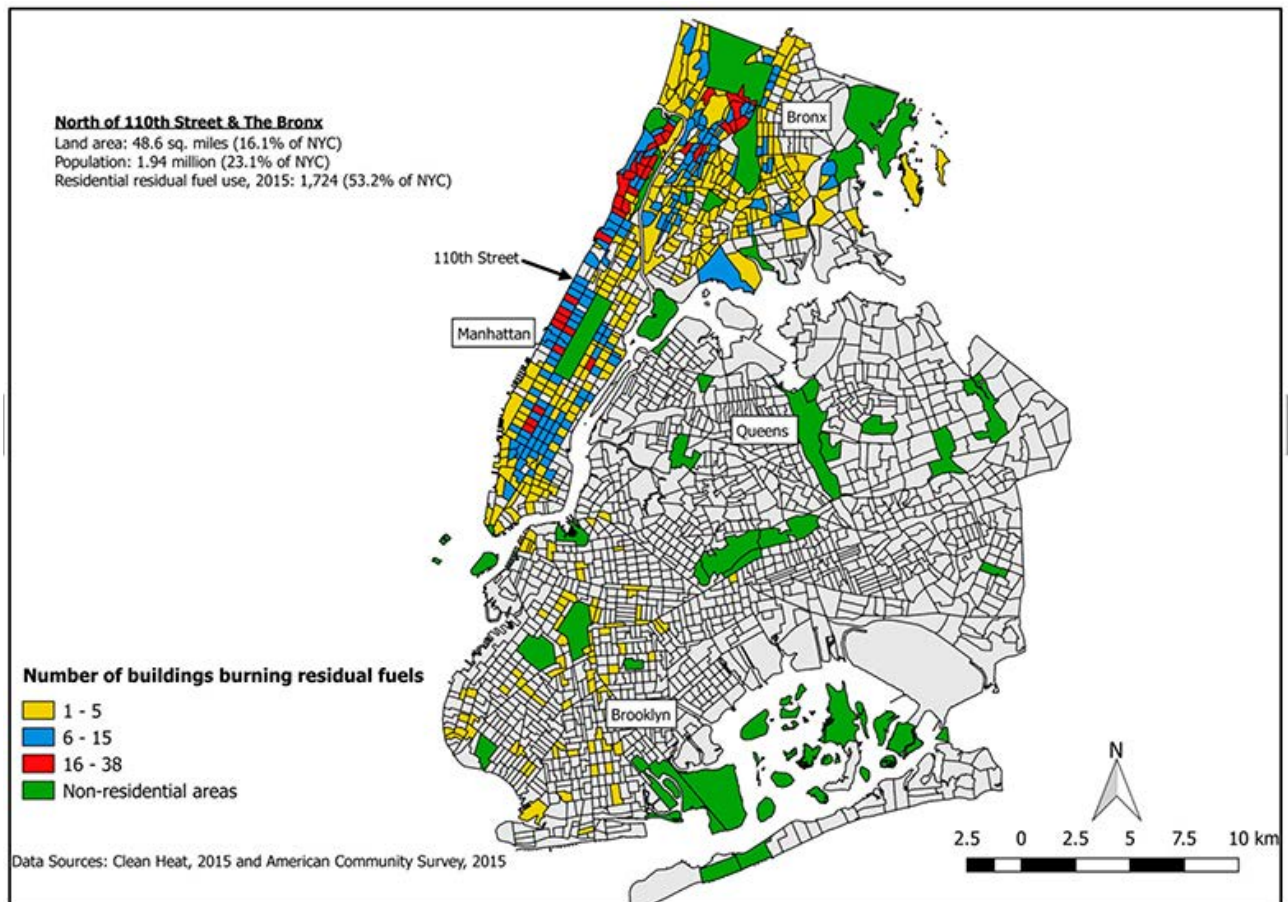 North of 110th Street & The Bronx
Land area: 48.6 sq. miles (16.1% of NYC)
Population: 1.94 million (23.1% of NYC)
Residential residual fuel use, 2015: 1,724 (53.2% of NYC)
Bronx
110th Street
Manhattan
Queens
Brooklyn
Number of buildings burning residual fuels
1 - 5
6 - 15
16 - 38
Non-residential areas
N
2.5 0 2.5 5 7.5 10 km
Data Sources: Clean Heat, 2015 and American Community Survey, 2015